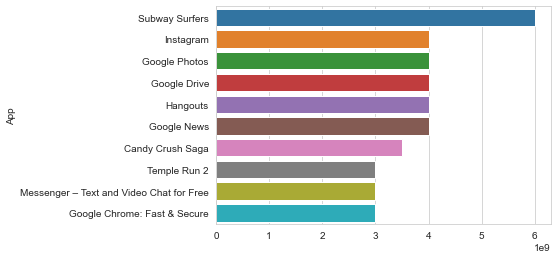 Subway Surfers
Instagram
Google Photos
Google Drive
Hangouts
Google News
Candy Crush Saga
Temple Run 2
Messenger – Text and Video Chat for Free
Google Chrome: Fast & Secure
App
0 1 2 3 4 5 6
1e9